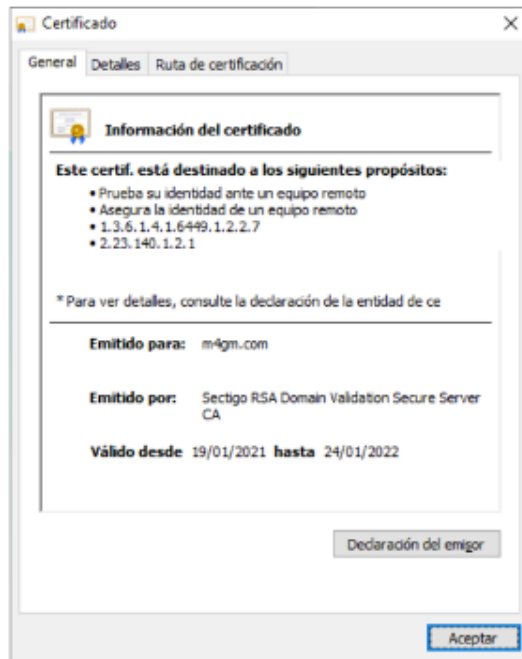 Certificado
General Detalles Ruta de certificación
Información del certificado
Este certif. está destinado a los siguientes propósitos:
• Prueba su identidad ante un equipo remoto
• Asegura la identidad de un equipo remoto
• 1.3.6.1.4.1.6449.1.2.2.7
• 2.23.140.1.2.1
* Para ver detalles, consulte la declaración de la entidad de ce
Emitido para: m4gm.com
Emitido por: Sectigo RSA Domain Validation Secure Server
CA
Válido desde 19/01/2021 hasta 24/01/2022
Declaración del emisor
Aceptar